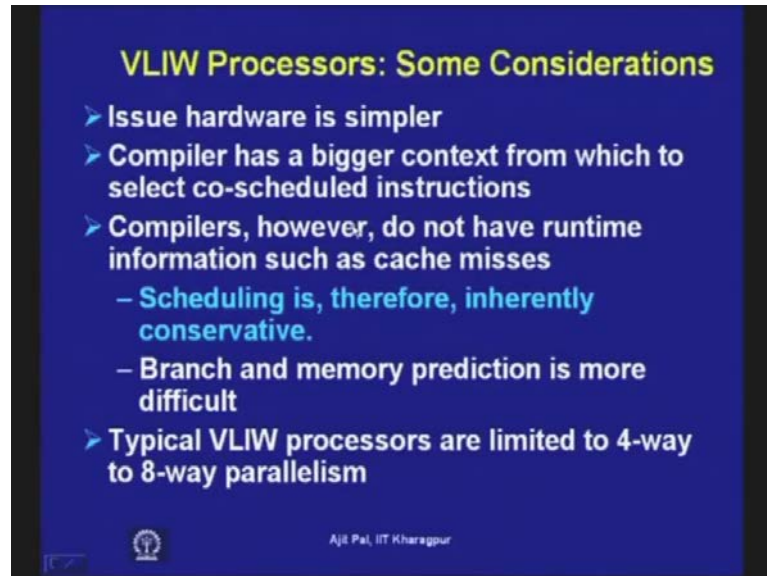 VLIW Processors: Some Considerations
➢ Issue hardware is simpler
➢ Compiler has a bigger context from which to
select co-scheduled instructions
➢ Compilers, however, do not have runtime
information such as cache misses
– Scheduling is, therefore, inherently
conservative.
– Branch and memory prediction is more
difficult
➢ Typical VLIW processors are limited to 4-way
to 8-way parallelism
Ajit Pal, IIT Kharagpur